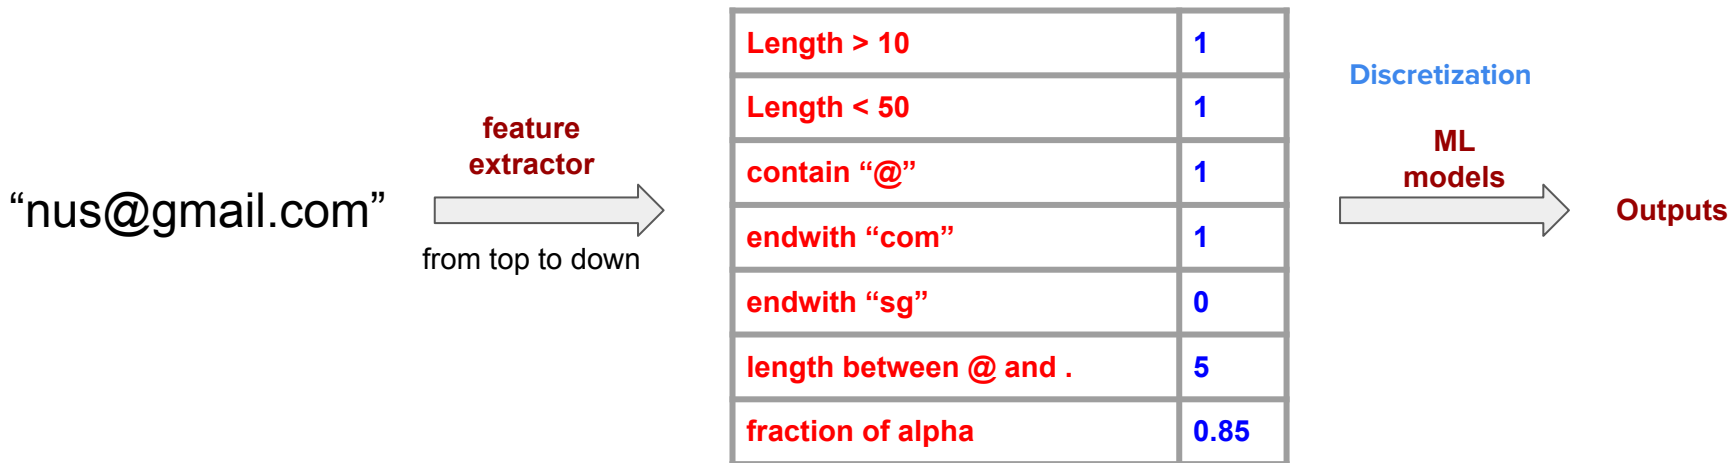 “nus@gmail.com”
feature
extractor
from top to down
Length > 10 1
Length < 50 1
contain “@” 1
endwith “com” 1
endwith “sg” 0
length between @ and . 5
fraction of alpha 0.85
Discretization
ML
models
Outputs